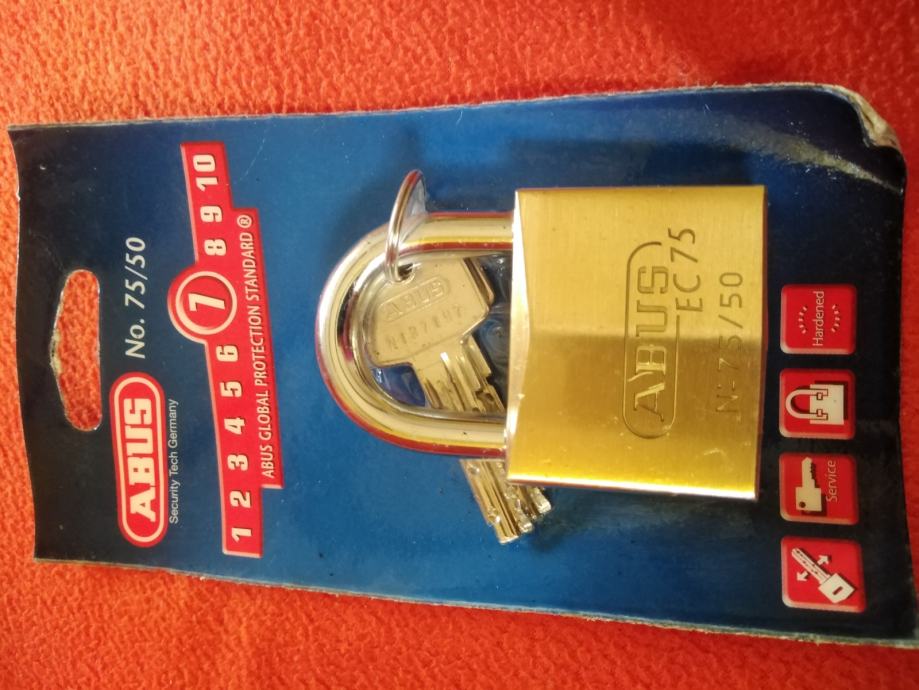 ABUS
Security Tech Germany
No. 75/50
1 2 3 4 5 6 7 8 9 10
ABUS GLOBAL PROTECTION STANDARD ®
ABUS
ABUS
EC 75
Nº 75/50
Service
Hardened